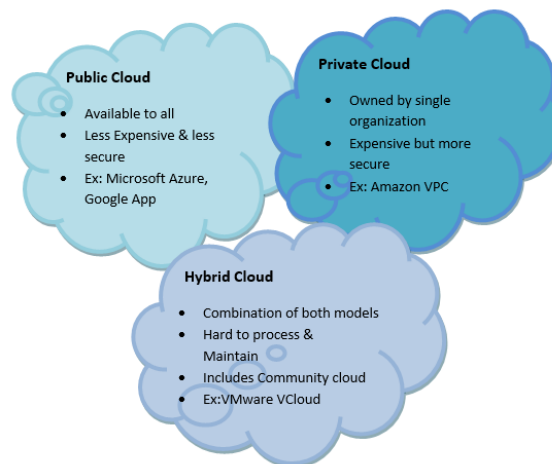 Public Cloud
• Available to all
• Less Expensive & less
secure
• Ex: Microsoft Azure,
Google App
Private Cloud
• Owned by single
organization
• Expensive but more
secure
• Ex: Amazon VPC
Hybrid Cloud
• Combination of both models
• Hard to process &
Maintain
• Includes Community cloud
• Ex:VMware VCloud